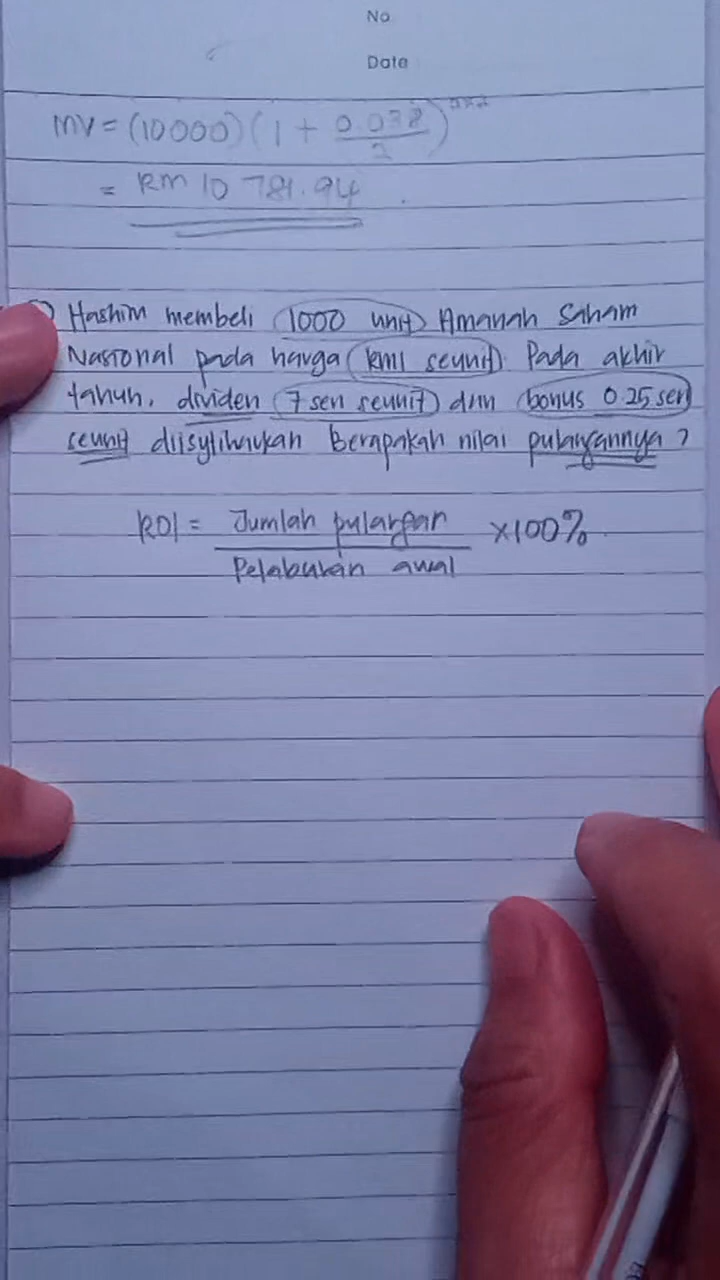 No.
Date
MV = (10000)(1 + 0.038/2)
= RM 10 781.94
Hashim membeli 1000 unit Amanah Saham
Nasional pada harga RM1 seunit. Pada akhir
tahun, dividen 7 sen seunit dan bonus 0.25 sen
seunit diisytiharkan Berapakah nilai pulangannya?
ROI = Jumlah pulangan × 100%
Pelaburan awal